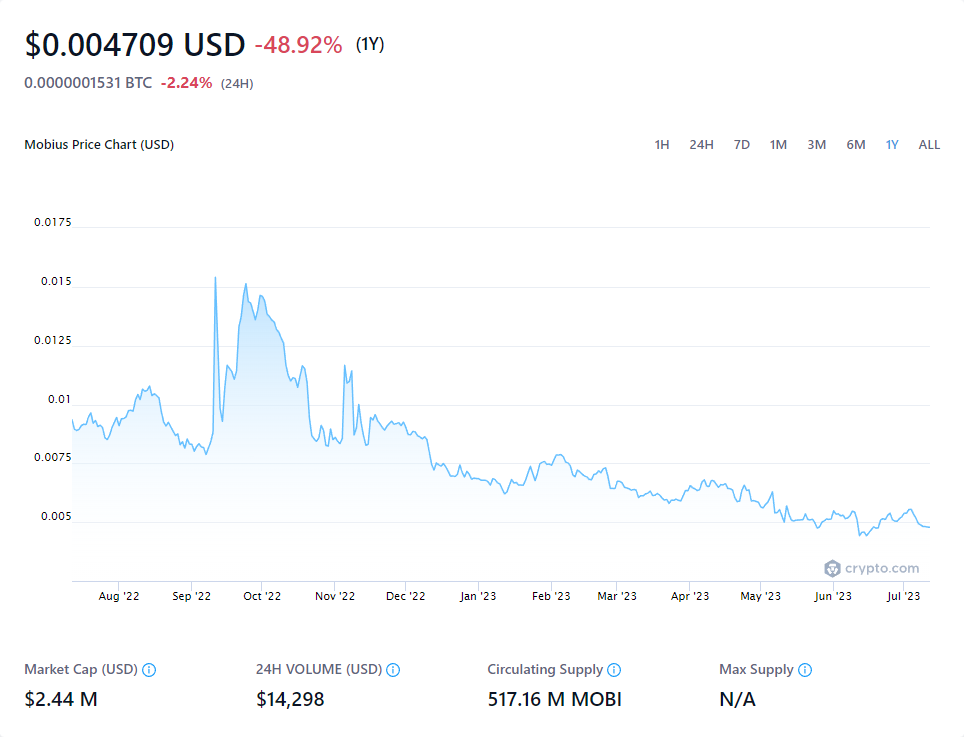 $0.004709 USD -48.92% (1Y)
0.0000001531 BTC -2.24% (24H)
Mobius Price Chart (USD) 1H 24H 7D 1M 3M 6M 1Y ALL
0.0175
0.015
0.0125
0.01
0.0075
0.005
crypto.com
Aug '22 Sep '22 Oct '22 Nov '22 Dec '22 Jan '23 Feb '23 Mar '23 Apr '23 May '23 Jun '23 Jul '23
Market Cap (USD) 24H VOLUME (USD) Circulating Supply Max Supply
$2.44 M $14,298 517.16 M MOBI N/A